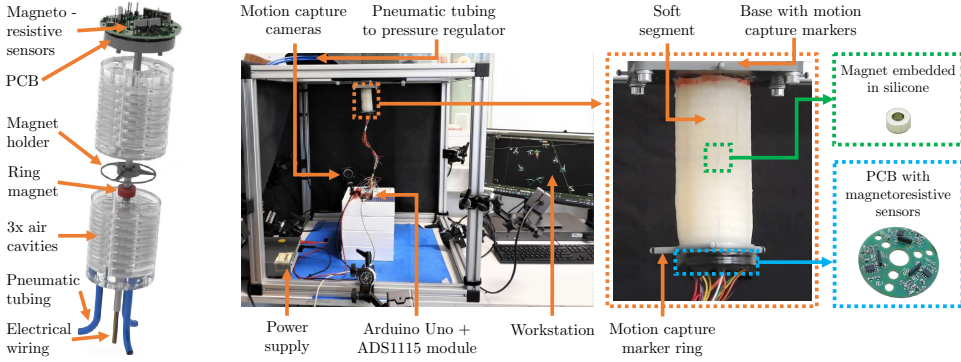 Magneto-
resistive
sensors
PCB
Magnet
holder
Ring
magnet
3x air
cavities
Pneumatic
tubing
Electrical
wiring
Motion capture
cameras
Pneumatic tubing
to pressure regulator
Power
supply
Arduino Uno +
ADS1115 module
Workstation
Soft
segment
Base with motion
capture markers
Motion capture
marker ring
Magnet embedded
in silicone
PCB with
magnetoresistive
sensors